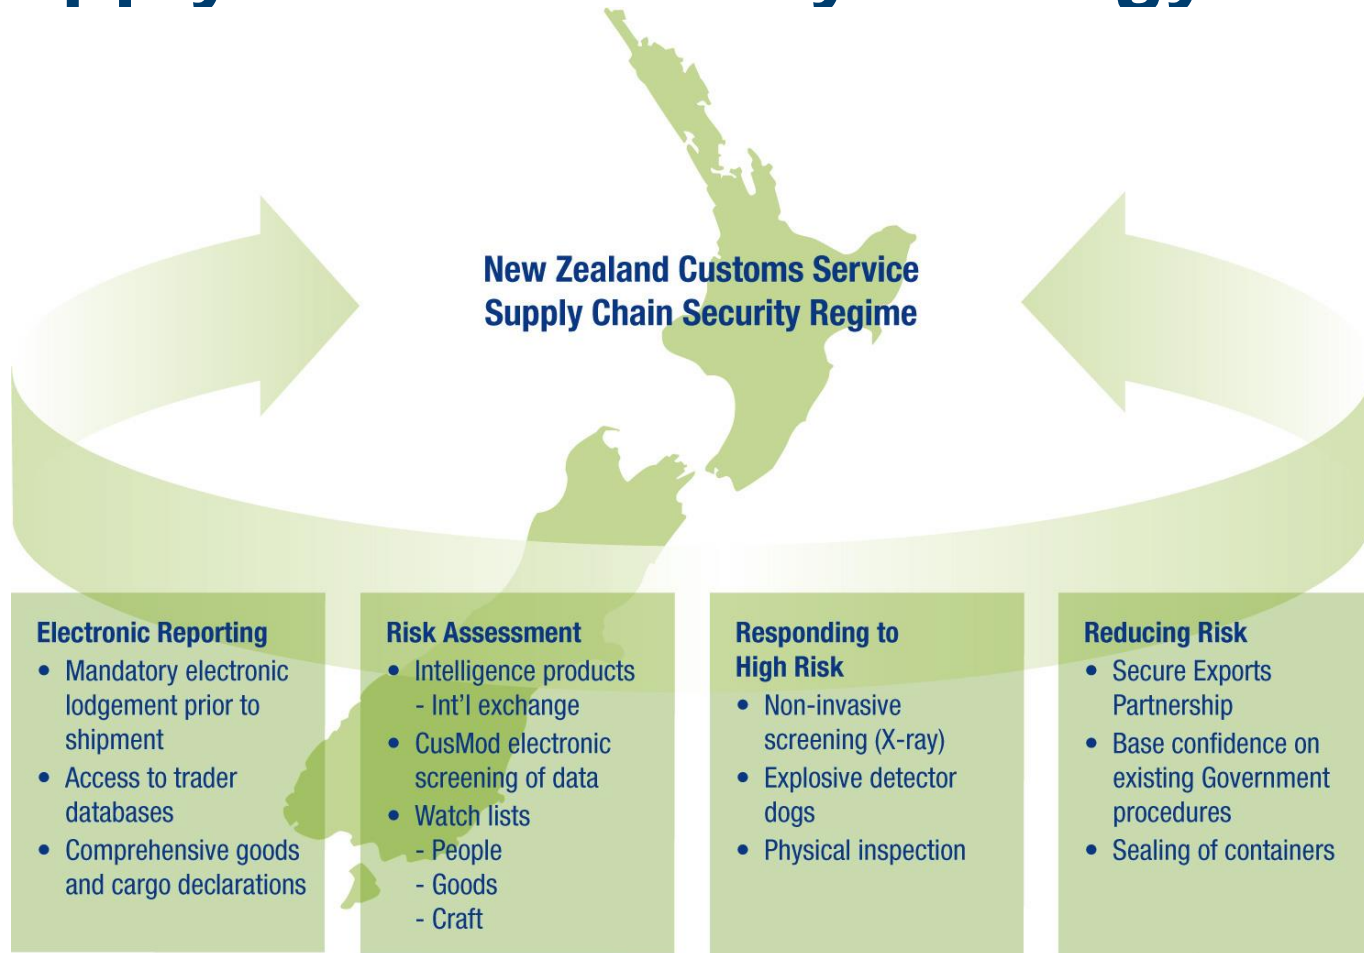 New Zealand Customs Service
Supply Chain Security Regime
Electronic Reporting
• Mandatory electronic
lodgement prior to
shipment
• Access to trader
databases
• Comprehensive goods
and cargo declarations
Risk Assessment
• Intelligence products
- Int'l exchange
• CusMod electronic
screening of data
• Watch lists
- People
- Goods
- Craft
Responding to
High Risk
• Non-invasive
screening (X-ray)
• Explosive detector
dogs
• Physical inspection
Reducing Risk
• Secure Exports
Partnership
• Base confidence on
existing Government
procedures
• Sealing of containers